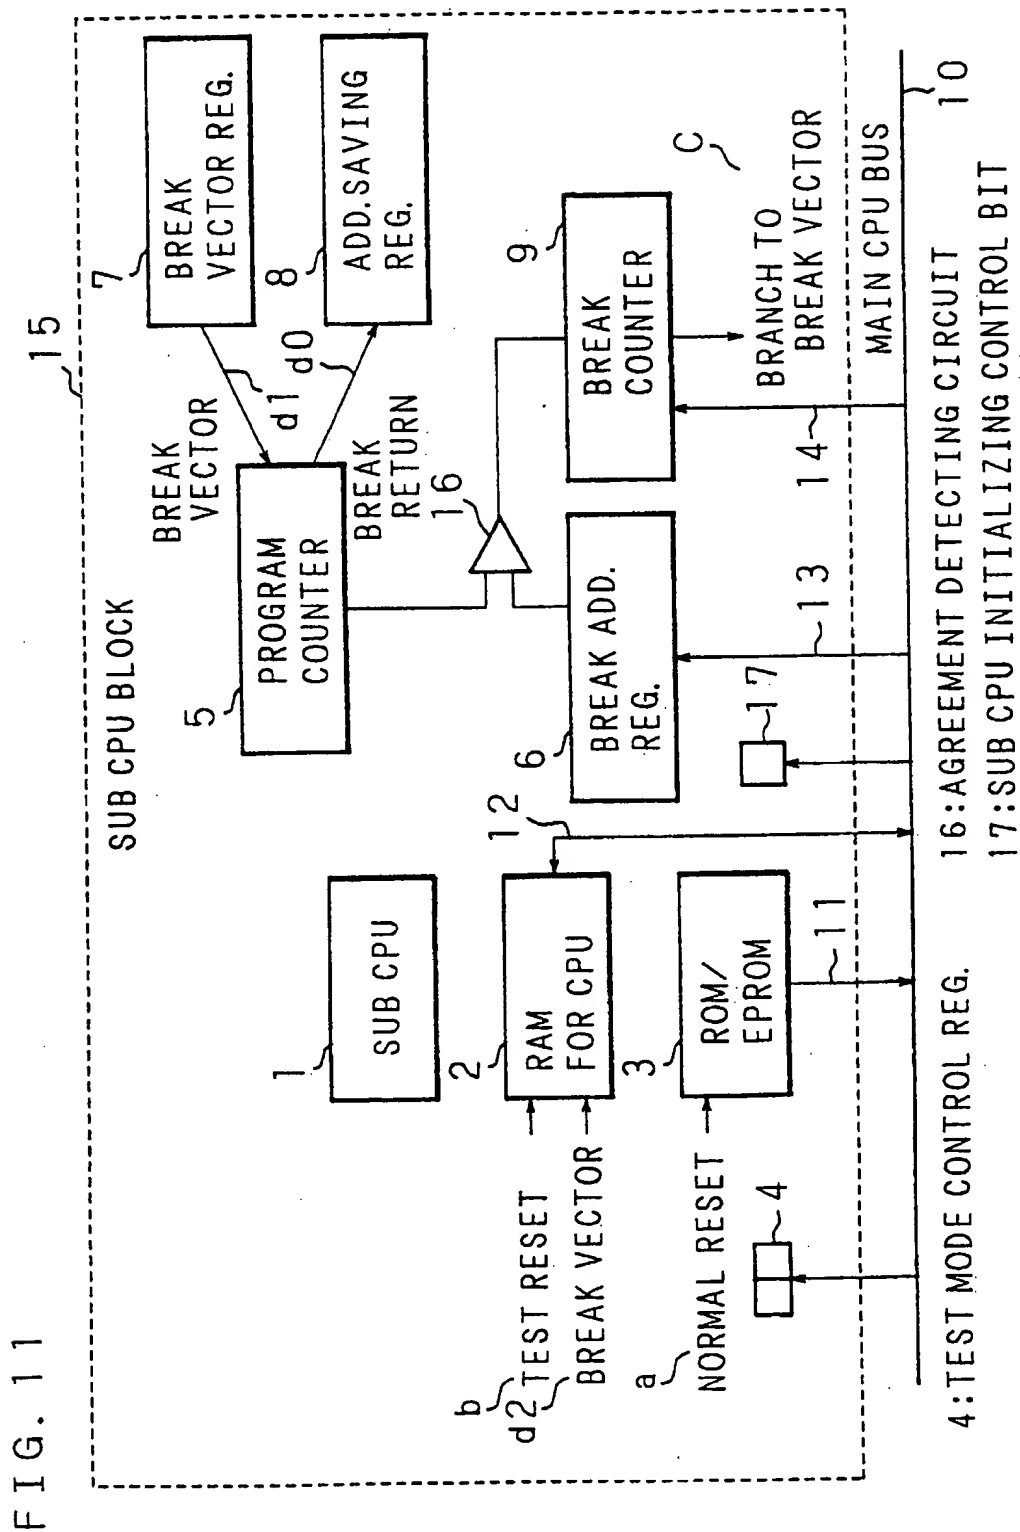 FIG. 11
15
SUB CPU BLOCK
7
BREAK
VECTOR REG.
BREAK
VECTOR
d1
5
PROGRAM
COUNTER
d0
BREAK
RETURN
8
ADD.SAVING
REG.
1
SUB CPU
16
b
TEST RESET
d2
BREAK VECTOR
2
RAM
FOR CPU
12
6
BREAK ADD.
REG.
9
BREAK
COUNTER
C
a
NORMAL RESET
3
ROM/
EPROM
17
BRANCH TO
BREAK VECTOR
4
11
13
14
MAIN CPU BUS
10
4:TEST MODE CONTROL REG.
16:AGREEMENT DETECTING CIRCUIT
17:SUB CPU INITIALIZING CONTROL BIT